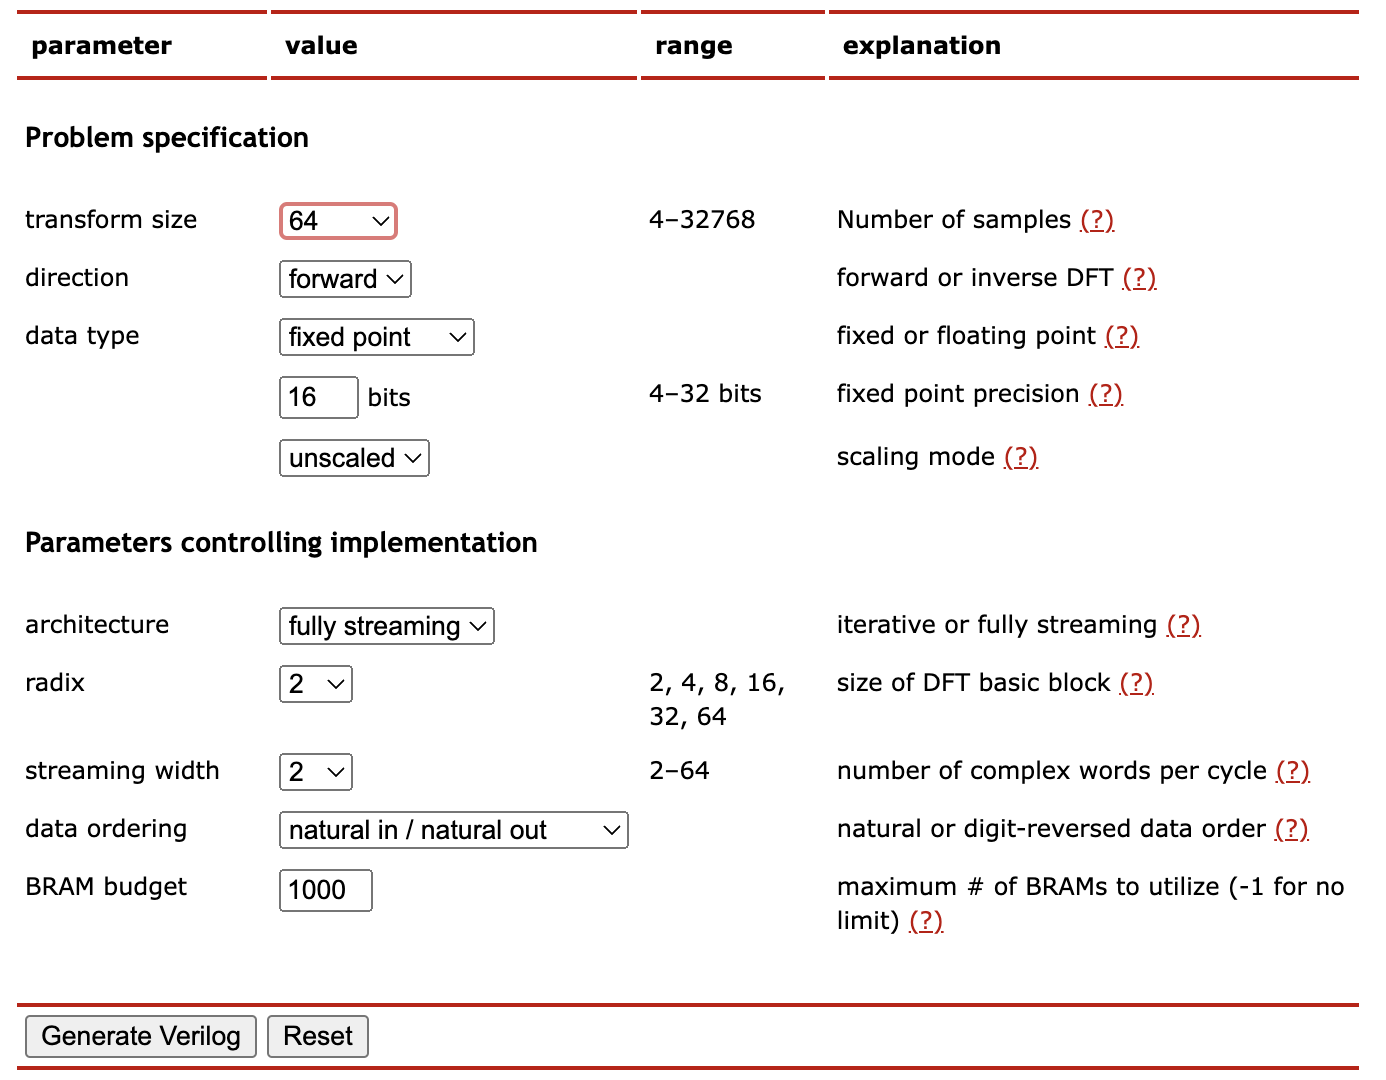 parameter value range explanation
Problem specification
transform size 64 4–32768 Number of samples (?)
direction forward forward or inverse DFT (?)
data type fixed point fixed or floating point (?)
16 bits 4–32 bits fixed point precision (?)
unscaled scaling mode (?)
Parameters controlling implementation
architecture fully streaming iterative or fully streaming (?)
radix 2 2, 4, 8, 16, size of DFT basic block (?)
32, 64
streaming width 2 2–64 number of complex words per cycle (?)
data ordering natural in / natural out natural or digit-reversed data order (?)
BRAM budget 1000 maximum # of BRAMs to utilize (-1 for no
limit) (?)
Generate Verilog Reset